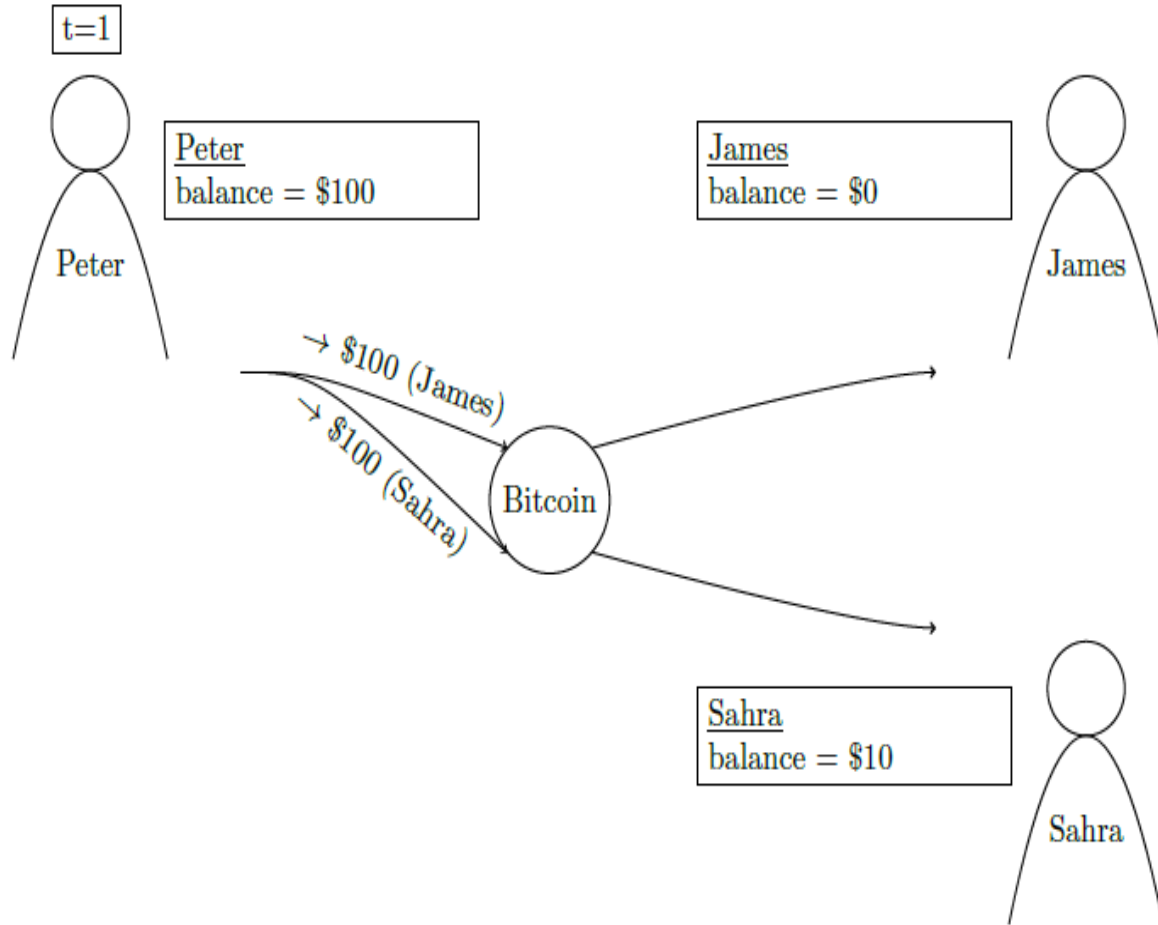 t=1
Peter
balance = $100
James
balance = $0
Peter
James
→ $100 (James)
→ $100 (Sahra)
Bitcoin
Sahra
balance = $10
Sahra